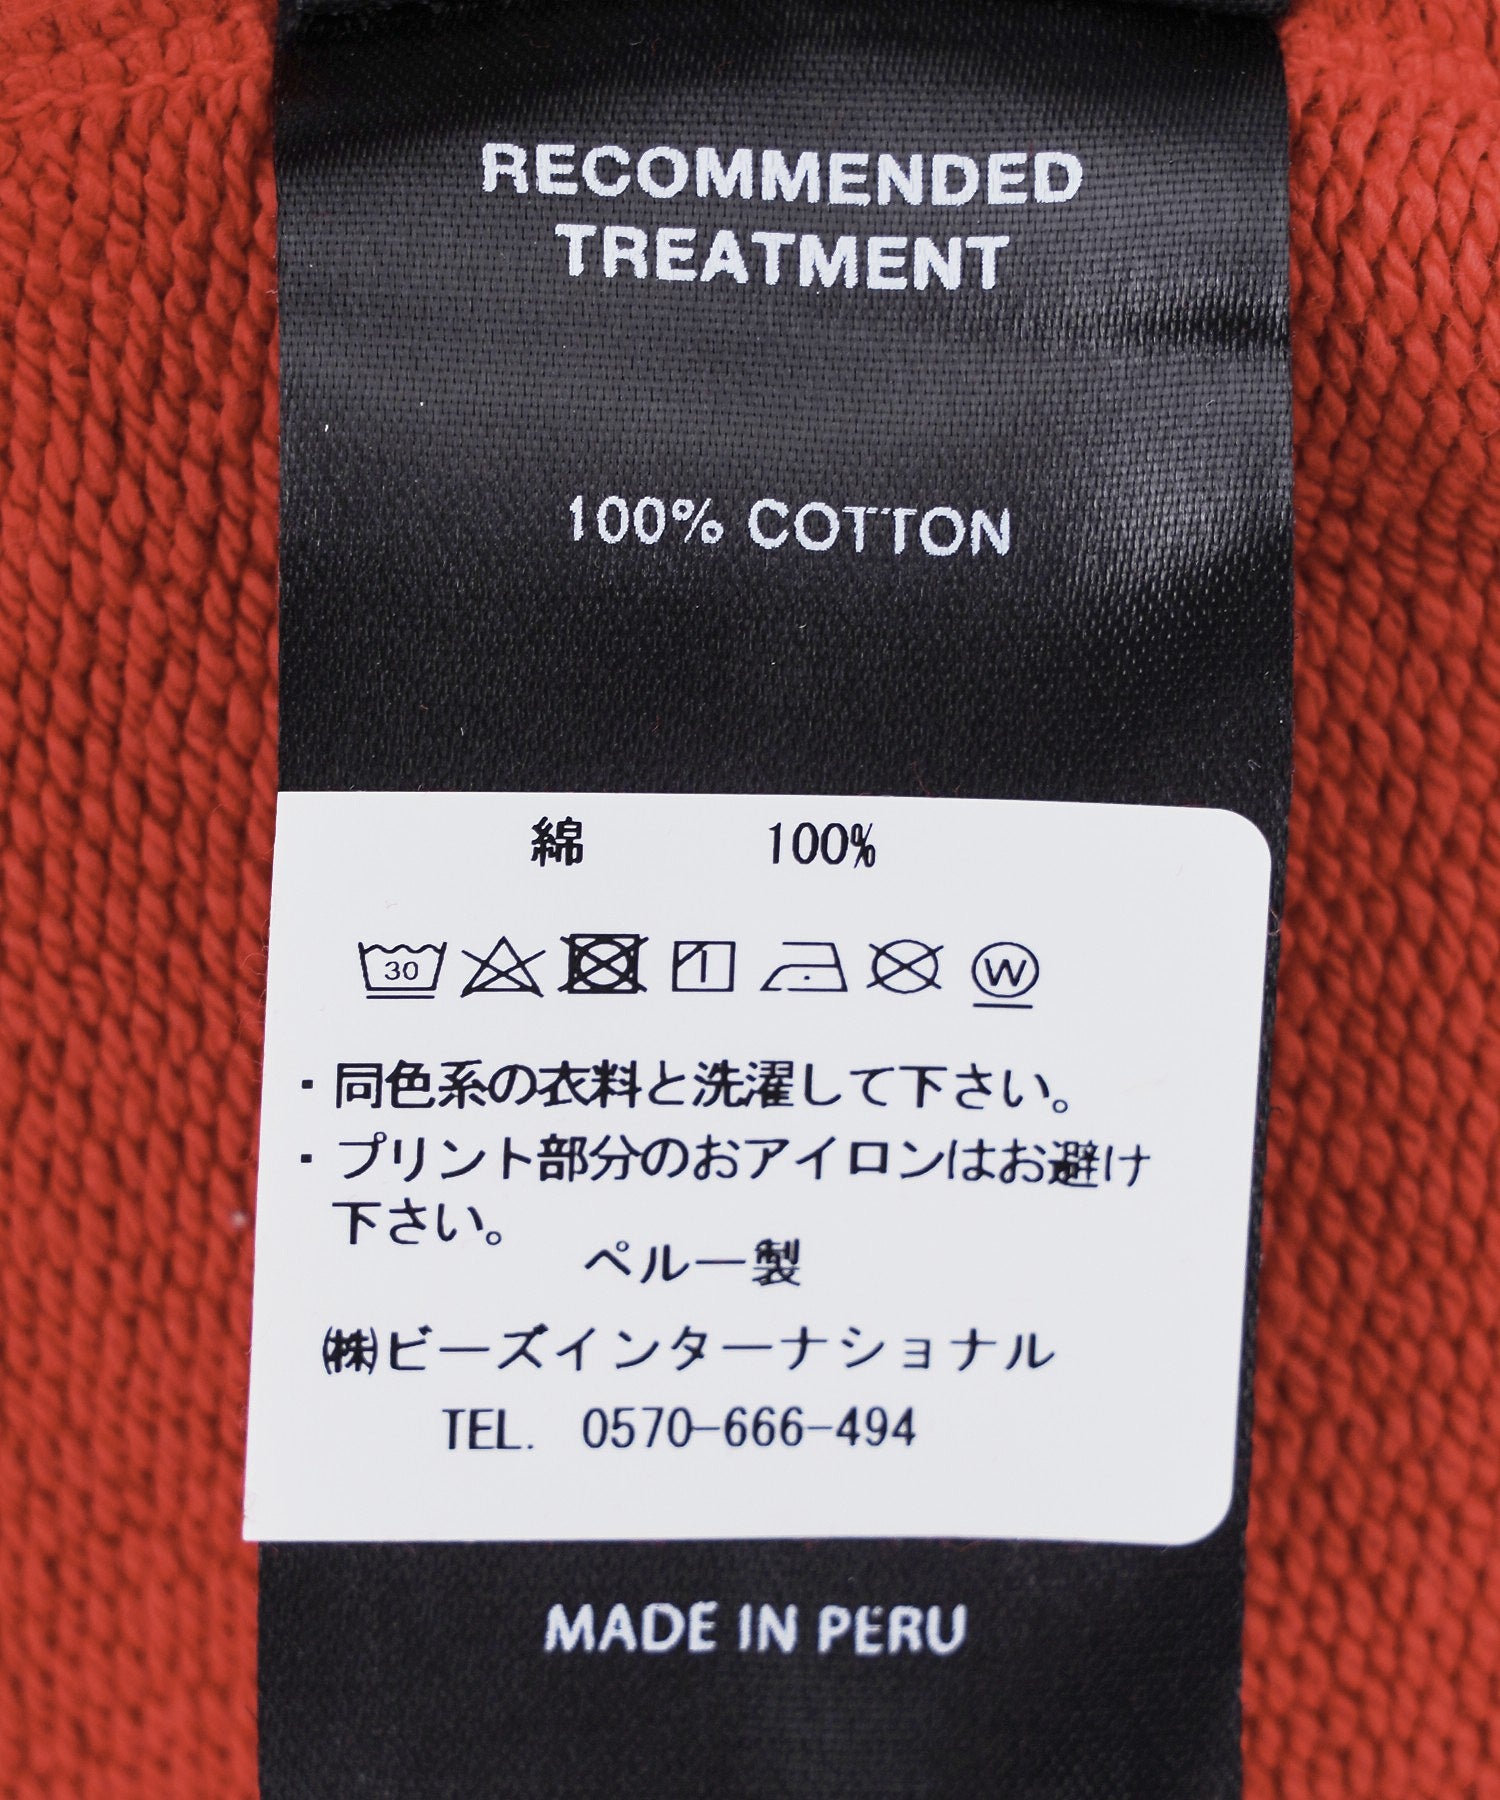 RECOMMENDED
TREATMENT
100% COTTON
綿 100%
30 W
・同色系の衣料と洗濯して下さい。
・プリント部分のおアイロンはお避け
下さい。
ペルー製
㈱ビーズインターナショナル
TEL. 0570-666-494
MADE IN PERU